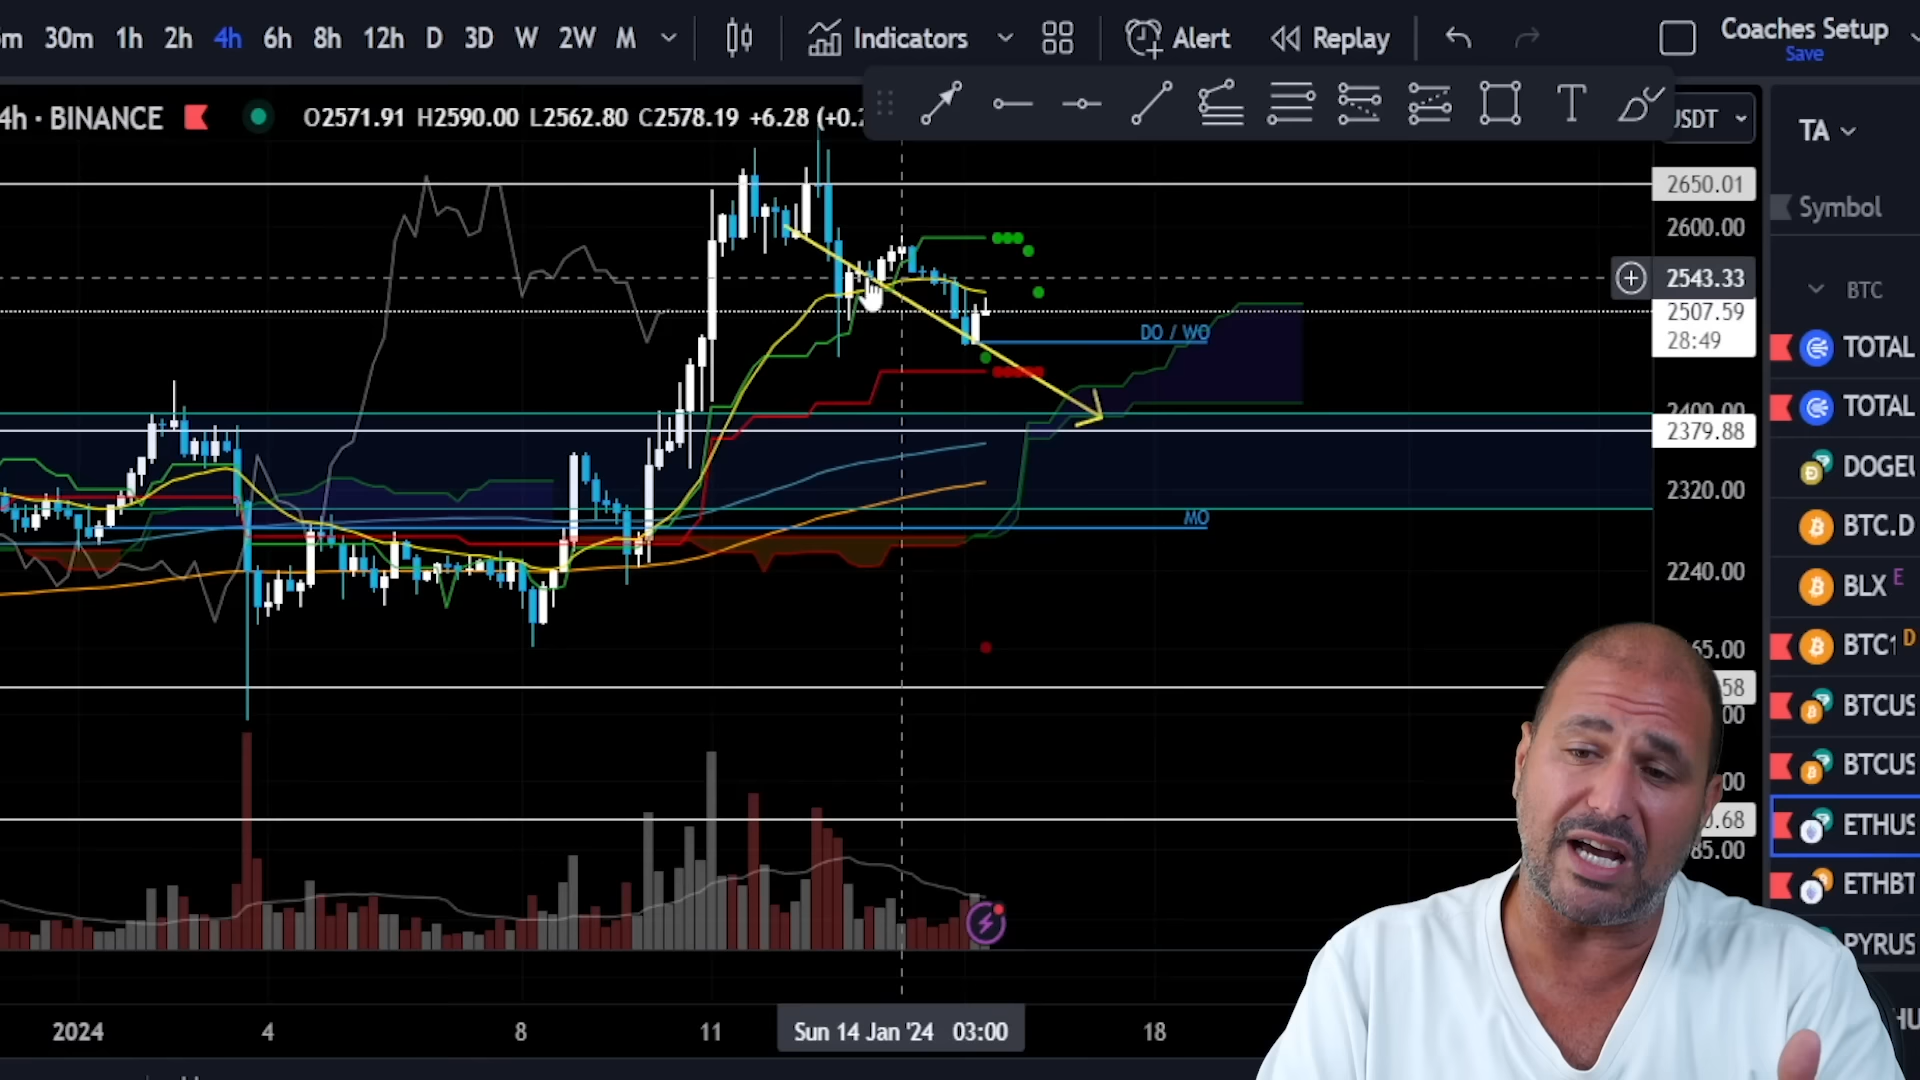 30m 1h 2h 4h 6h 8h 12h D 3D W 2W M Indicators Alert Replay Coaches Setup
Save
4h · BINANCE O2571.91 H2590.00 L2562.80 C2578.19 +6.28
TA
Symbol
BTC
TOTAL
TOTAL
BTC.D
BLX E
D
2650.01
2600.00
2543.33
2507.59
28:49
2400.00
2379.88
2320.00
2240.00
DO / WO
MO
2024 4 8 11 Sun 14 Jan '24 03:00 18